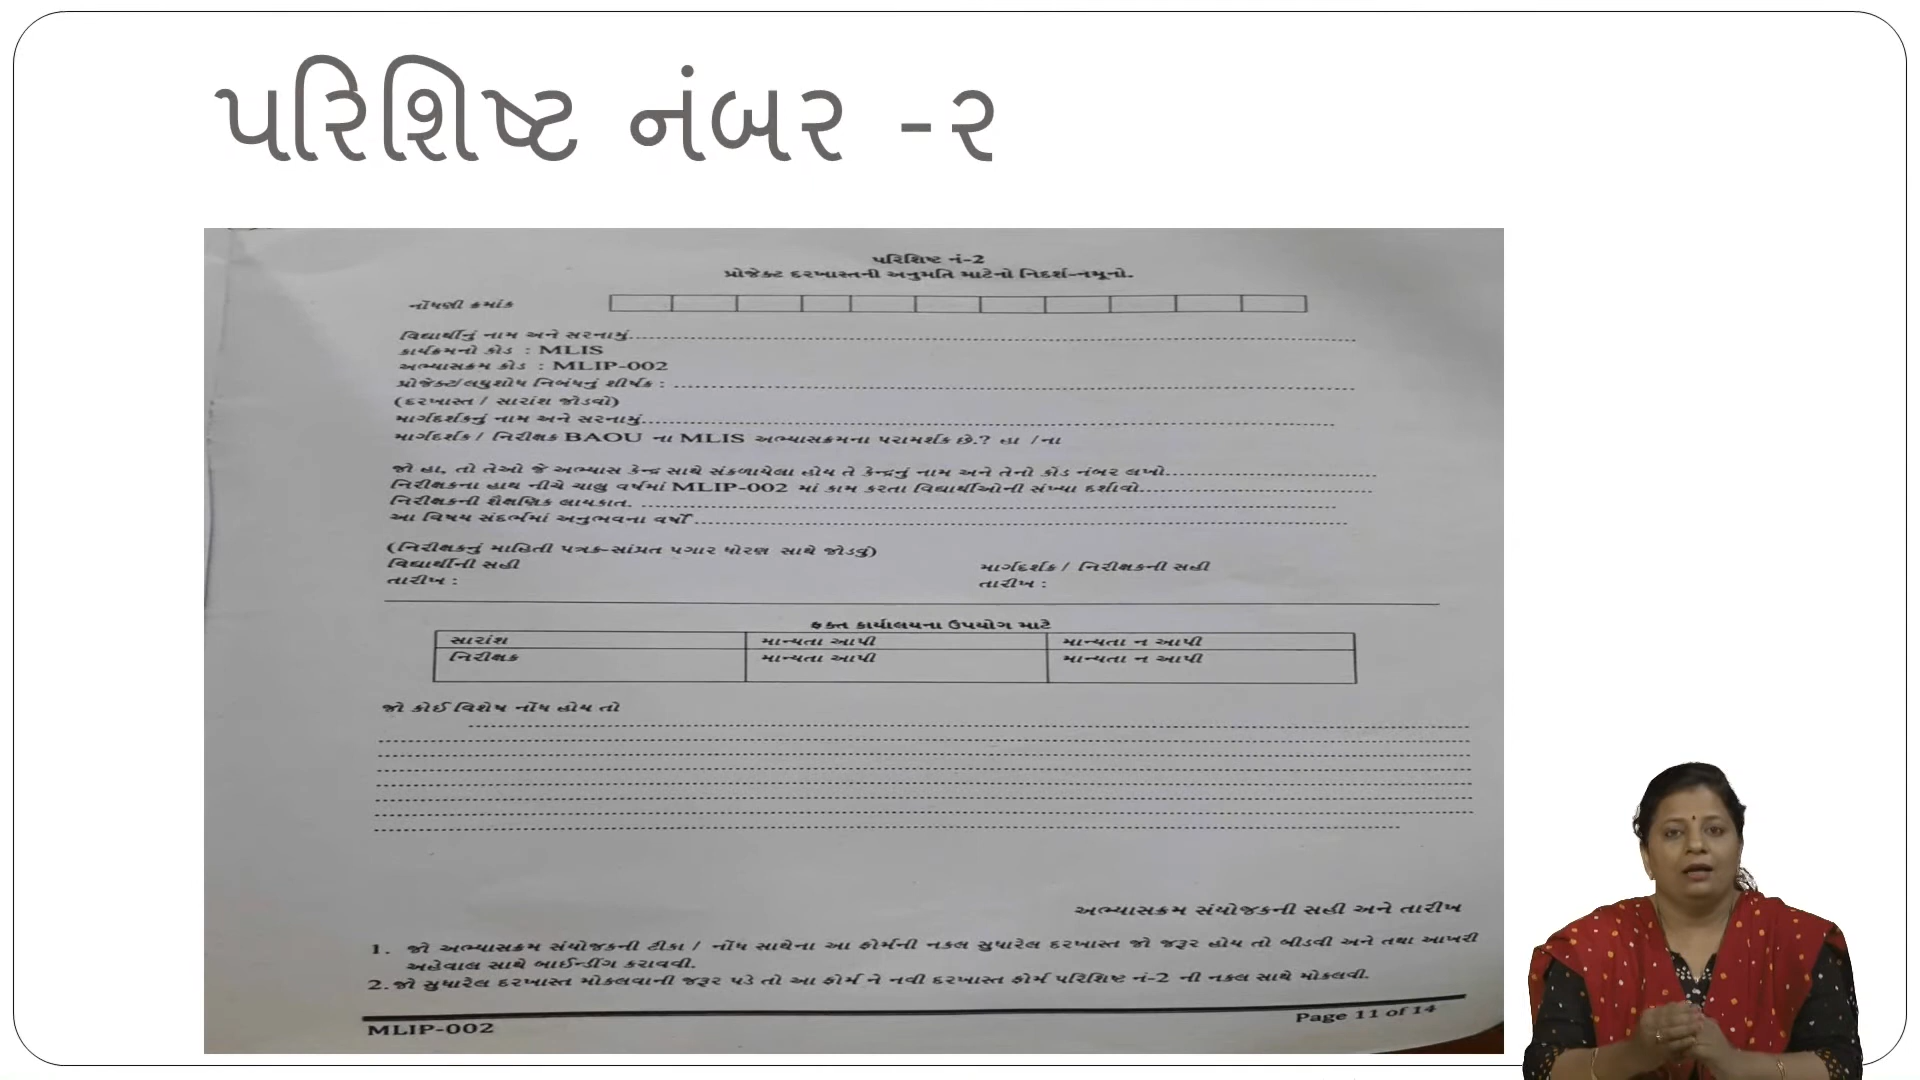 પરિશિષ્ટ નંબર -૨
પરિશિષ્ટ નં-2
પ્રોજેક્ટ દરખાસ્તની અનુમતિ માટેનો નિદર્શ-નમૂનો.
નોંધણી ક્રમાંક
વિદ્યાર્થીનું નામ અને સરનામું
કાર્યક્રમનો કોડ : MLIS
અભ્યાસક્રમ કોડ : MLIP-002
પ્રોજેક્ટ/લઘુશોધ નિબંધનું શીર્ષક :
(દરખાસ્ત / સારાંશ જોડવો)
માર્ગદર્શકનું નામ અને સરનામું
માર્ગદર્શક / નિરીક્ષક BAOU ના MLIS અભ્યાસક્રમના પરામર્શક છે.? હા /ના
જો હા, તો તેઓ જે અભ્યાસ કેન્દ્ર સાથે સંકળાયેલા હોય તે કેન્દ્રનું નામ અને તેનો કોડ નંબર લખો
નિરીક્ષકના હાથ નીચે ચાલુ વર્ષમાં MLIP-002 માં કામ કરતા વિદ્યાર્થીઓની સંખ્યા દર્શાવો
નિરીક્ષકની શૈક્ષણિક લાયકાત.
આ વિષય સંદર્ભમાં અનુભવના વર્ષો
(નિરીક્ષકનું માહિતી પત્રક-સાંપ્રત પગાર ધોરણ સાથે જોડવું)
વિદ્યાર્થીની સહી
માર્ગદર્શક / નિરીક્ષકની સહી
તારીખ :
તારીખ :
ફક્ત કાર્યાલયના ઉપયોગ માટે
સારાંશ માન્યતા આપી માન્યતા ન આપી
નિરીક્ષક માન્યતા આપી માન્યતા ન આપી
જો કોઈ વિશેષ નોંધ હોય તો
અભ્યાસક્રમ સંયોજકની સહી અને તારીખ
1. જો અભ્યાસક્રમ સંયોજકની ટીકા / નોંધ સાથેના આ ફોર્મની નકલ સુધારેલ દરખાસ્ત જો જરૂર હોય તો બીડવી અને તથા આખરી
અહેવાલ સાથે બાઈન્ડીંગ કરાવવી.
2. જો સુધારેલ દરખાસ્ત મોકલવાની જરૂર પડે તો આ ફોર્મ ને નવી દરખાસ્ત ફોર્મ પરિશિષ્ટ નં-2 ની નકલ સાથે મોકલવી.
MLIP-002
Page 11 of 14